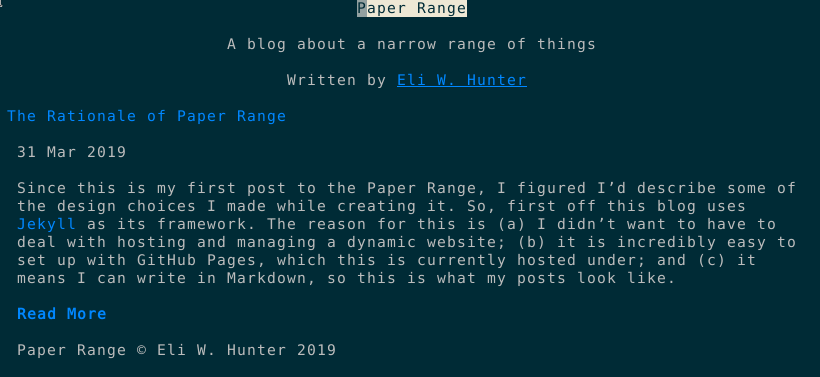 Paper Range
A blog about a narrow range of things
Written by Eli W. Hunter
The Rationale of Paper Range
31 Mar 2019
Since this is my first post to the Paper Range, I figured I’d describe some of
the design choices I made while creating it. So, first off this blog uses
Jekyll as its framework. The reason for this is (a) I didn’t want to have to
deal with hosting and managing a dynamic website; (b) it is incredibly easy to
set up with GitHub Pages, which this is currently hosted under; and (c) it
means I can write in Markdown, so this is what my posts look like.
Read More
Paper Range © Eli W. Hunter 2019